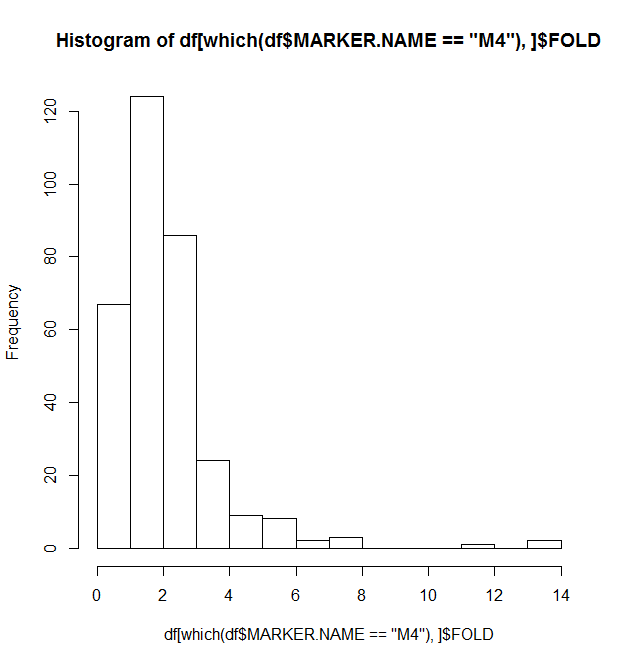 Histogram of df[which(df$MARKER.NAME == "M4"), ]$FOLD
Frequency
120
100
80
60
40
20
0
0 2 4 6 8 10 12 14
df[which(df$MARKER.NAME == "M4"), ]$FOLD